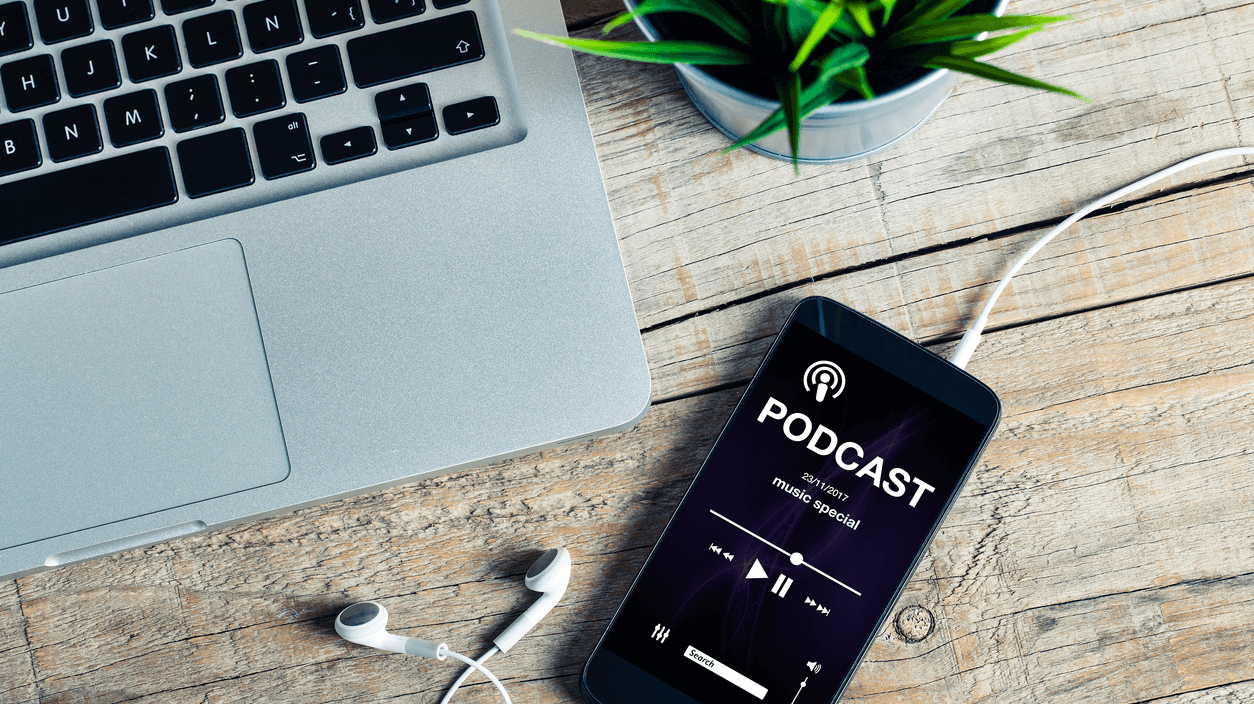 Y U I O P { [
H J K L : ; " '
B N M < , > . ? /
alt
PODCAST
23/11/2017
music special
Search